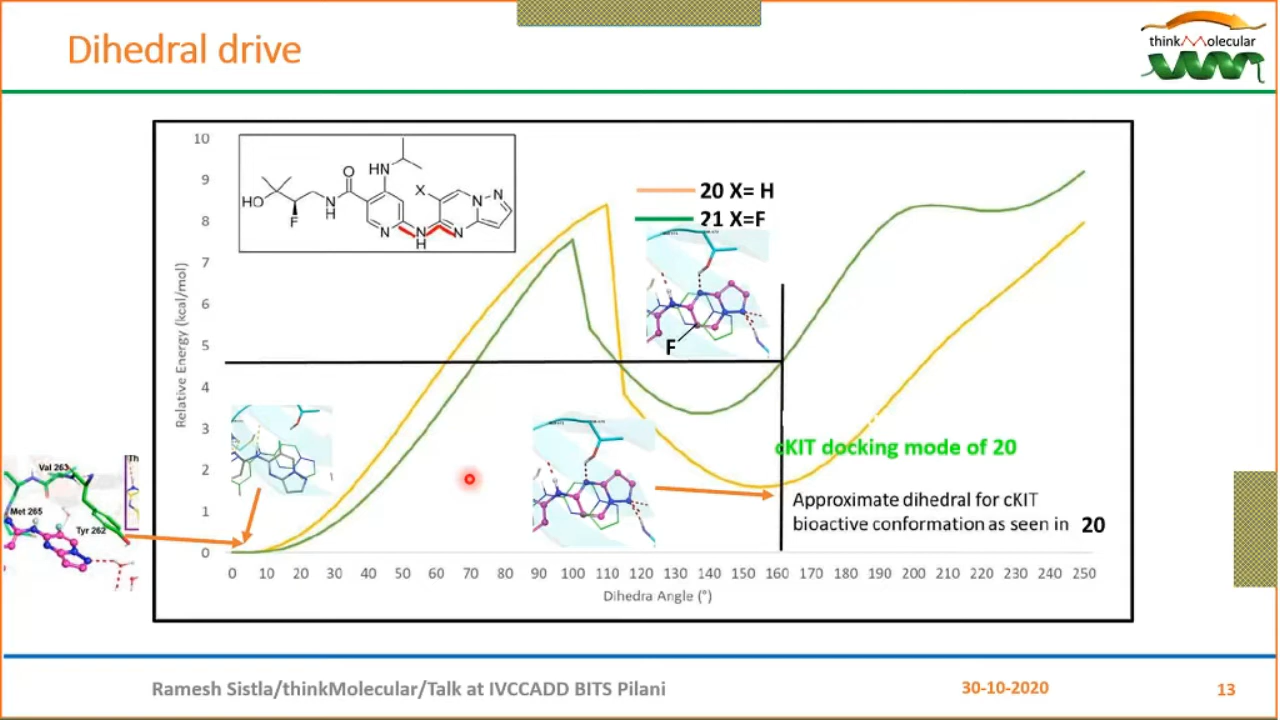 Dihedral drive
thinkMolecular
10
9
8
7
6
5
4
3
2
1
0
Relative Energy (kcal/mol)
HO
F
O
N
H
HN
X
N
N
H
N
N
N
20 X= H
21 X=F
F
cKIT docking mode of 20
Approximate dihedral for cKIT
bioactive conformation as seen in 20
Val 263
Th
Met 265
Tyr 262
0 10 20 30 40 50 60 70 80 90 100 110 120 130 140 150 160 170 180 190 200 210 220 230 240 250
Dihedra Angle (°)
Ramesh Sistla/thinkMolecular/Talk at IVCCADD BITS Pilani
30-10-2020
13